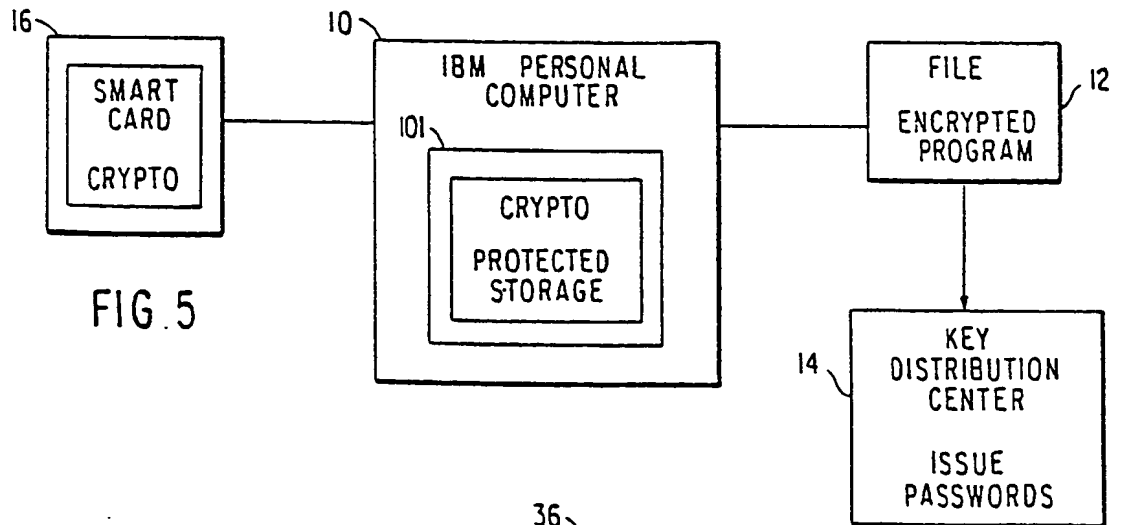 16
SMART
CARD
CRYPTO
FIG.5
10
IBM PERSONAL
COMPUTER
101
CRYPTO
PROTECTED
STORAGE
FILE
ENCRYPTED
PROGRAM
12
14
KEY
DISTRIBUTION
CENTER
ISSUE
PASSWORDS
36